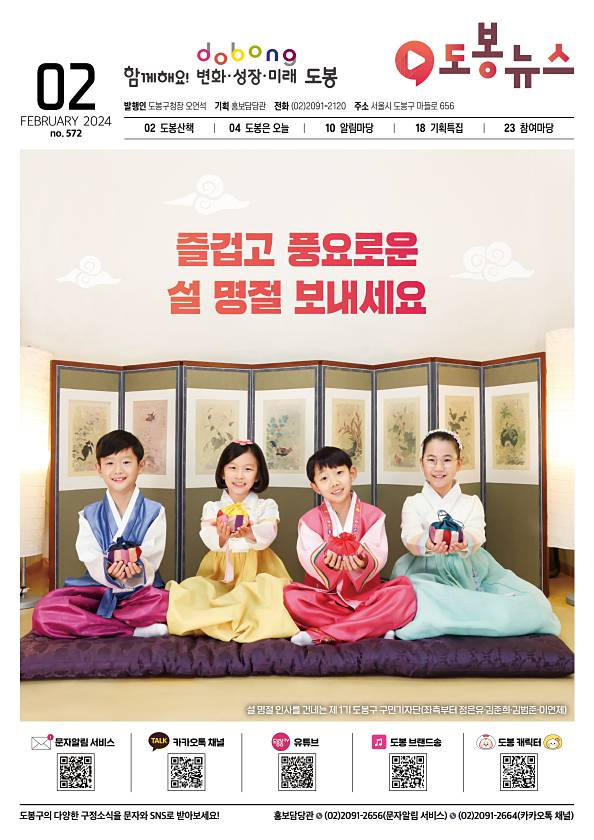 02
FEBRUARY 2024
no. 572
dobong
함께해요! 변화·성장·미래 도봉
도봉뉴스
발행인 도봉구청장 오언석 기획 홍보담당관 전화 (02)2091-2120 주소 서울시 도봉구 마들로 656
02 도봉산책 | 04 도봉은 오늘 | 10 알림마당 | 18 기획특집 | 23 참여마당
즐겁고 풍요로운
설 명절 보내세요
설 명절 인사를 건네는 제 1기 도봉구 구민기자단(좌측부터 정은유·김준희·김범준·이연제)
문자알림 서비스 TALK 카카오톡 채널 유튜브 도봉 브랜드송 도봉 캐릭터
도봉구의 다양한 구정소식을 문자와 SNS로 받아보세요! 홍보담당관 (02)2091-2656(문자알림 서비스) (02)2091-2664(카카오톡 채널)